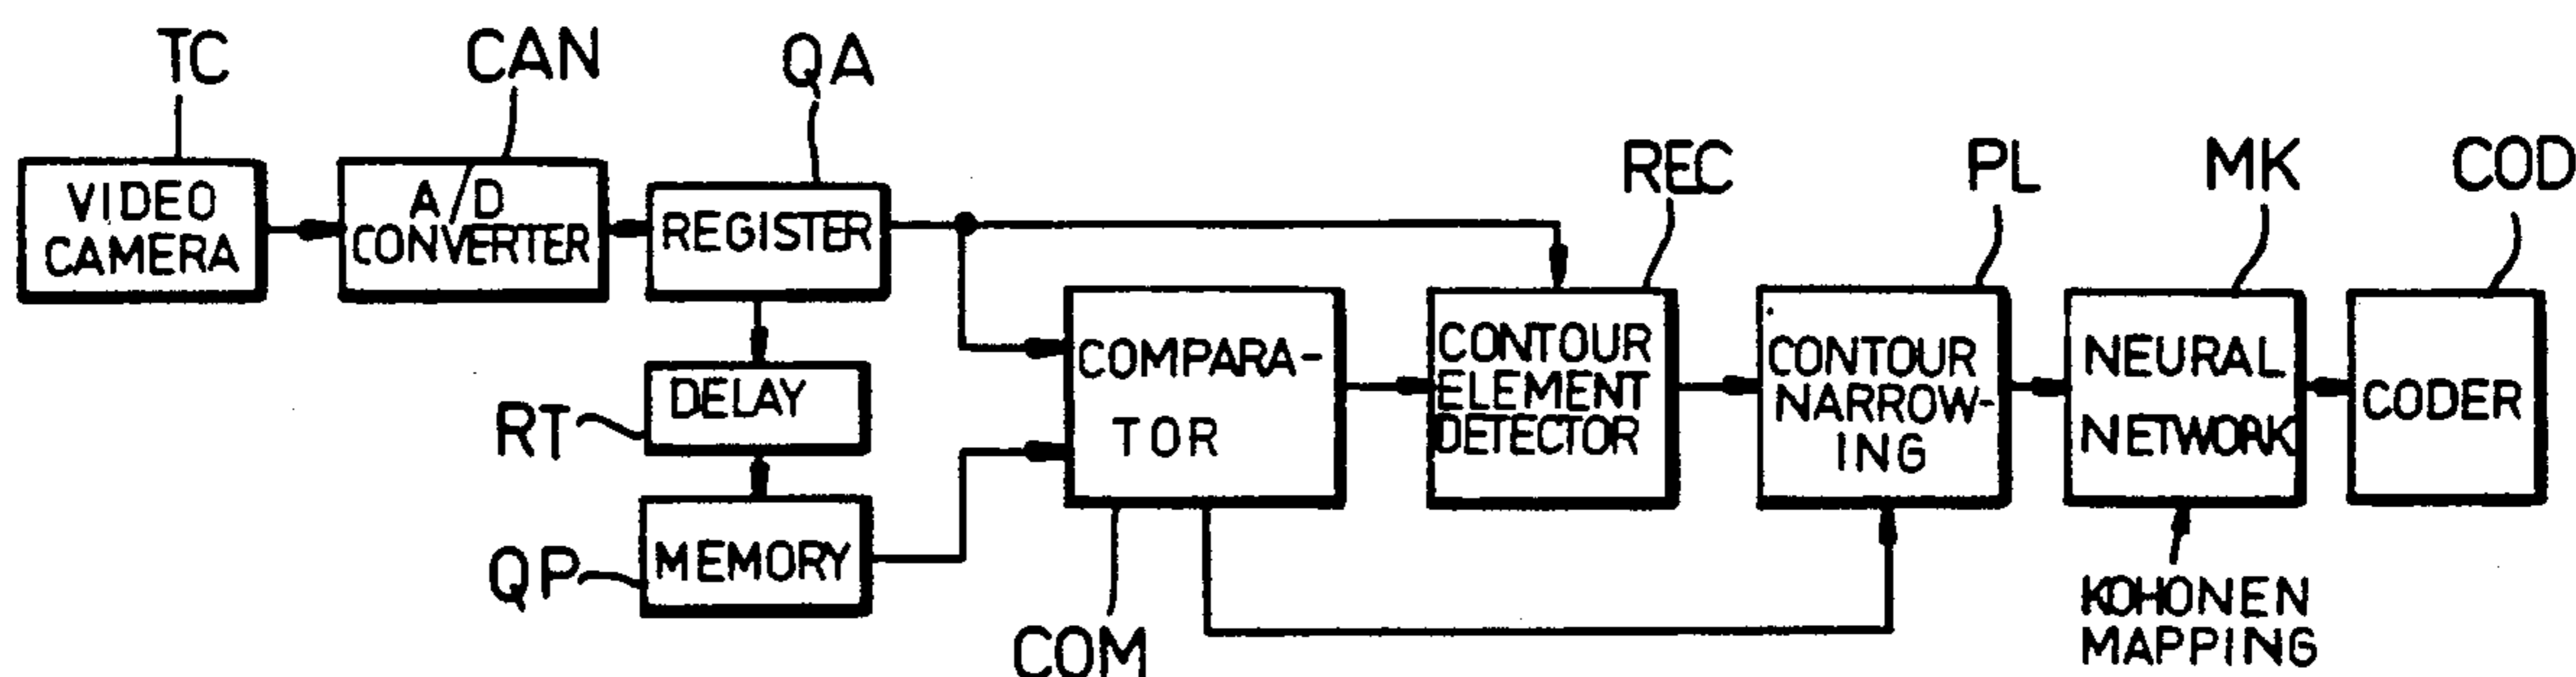 TC
CAN
QA
VIDEO
CAMERA
A/D
CONVERTER
REGISTER
REC
PL
MK
COD
DELAY
RT
MEMORY
QP
COMPARA-
TOR
COM
CONTOUR
ELEMENT
DETECTOR
CONTOUR
NARROW-
ING
NEURAL
NETWORK
CODER
KOHONEN
MAPPING